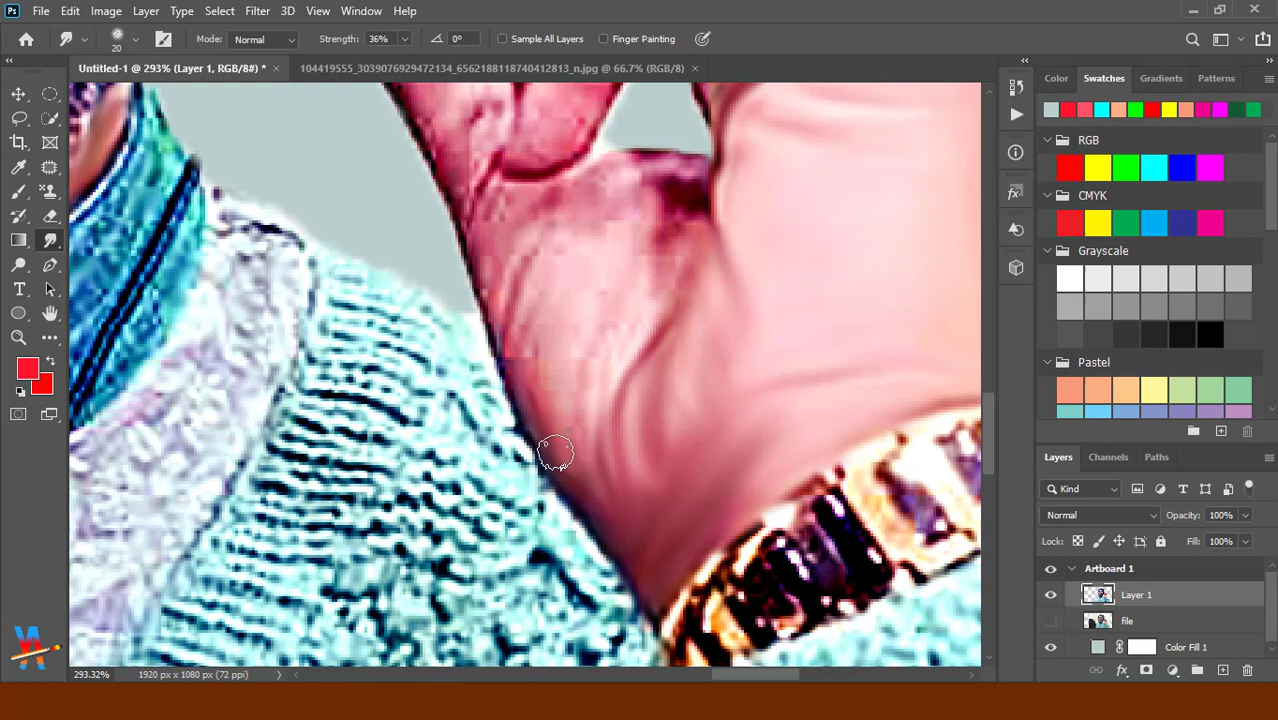 Ps File Edit Image Layer Type Select Filter 3D View Window Help
20 Mode: Normal Strength: 36% 0° Sample All Layers Finger Painting
Untitled-1 @ 293% (Layer 1, RGB/8#) * × 104419555_3039076929472134_6562188118740412813_n.jpg @ 66.7% (RGB/8) ×
Color Swatches Gradients Patterns
RGB
CMYK
Grayscale
Pastel
Layers Channels Paths
Kind
Normal Opacity: 100%
Lock: Fill: 100%
Artboard 1
Layer 1
file
Color Fill 1
293.32% 1920 px x 1080 px (72 ppi)